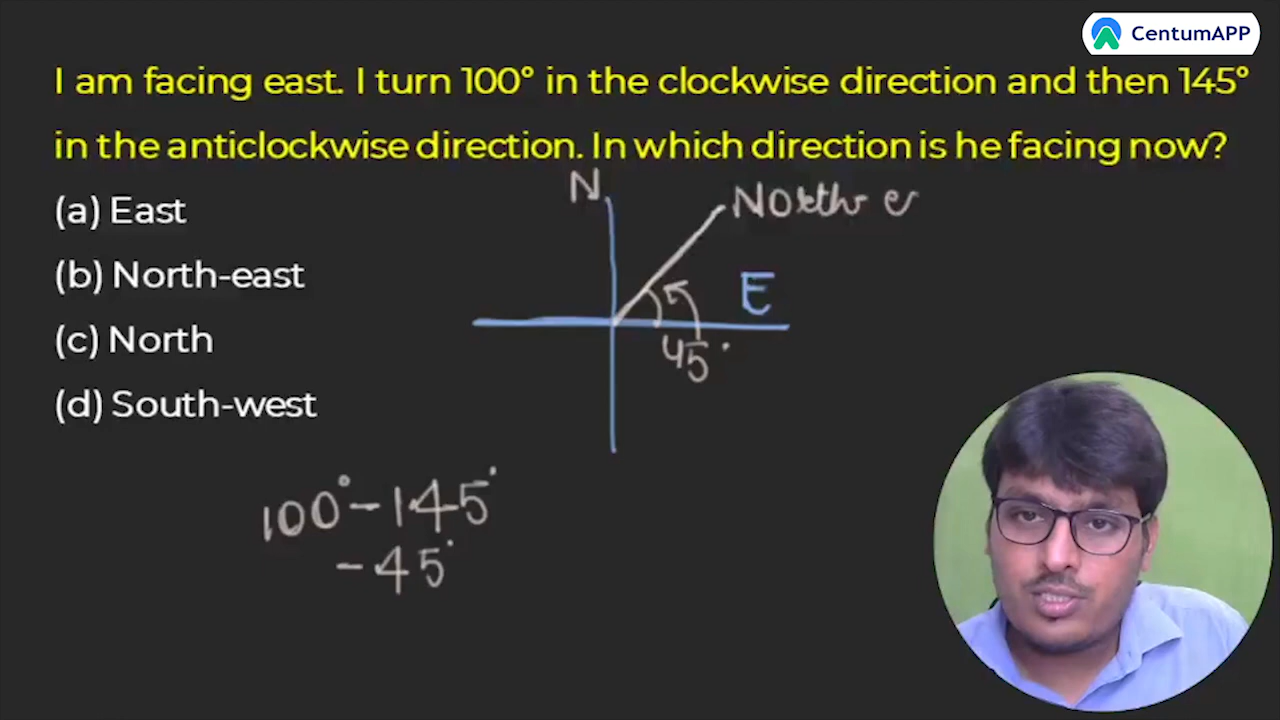 CentumAPP
I am facing east. I turn 100° in the clockwise direction and then 145°
in the anticlockwise direction. In which direction is he facing now?
(a) East
(b) North-east
(c) North
(d) South-west
N
North e
E
45°
100° - 145°
- 45°